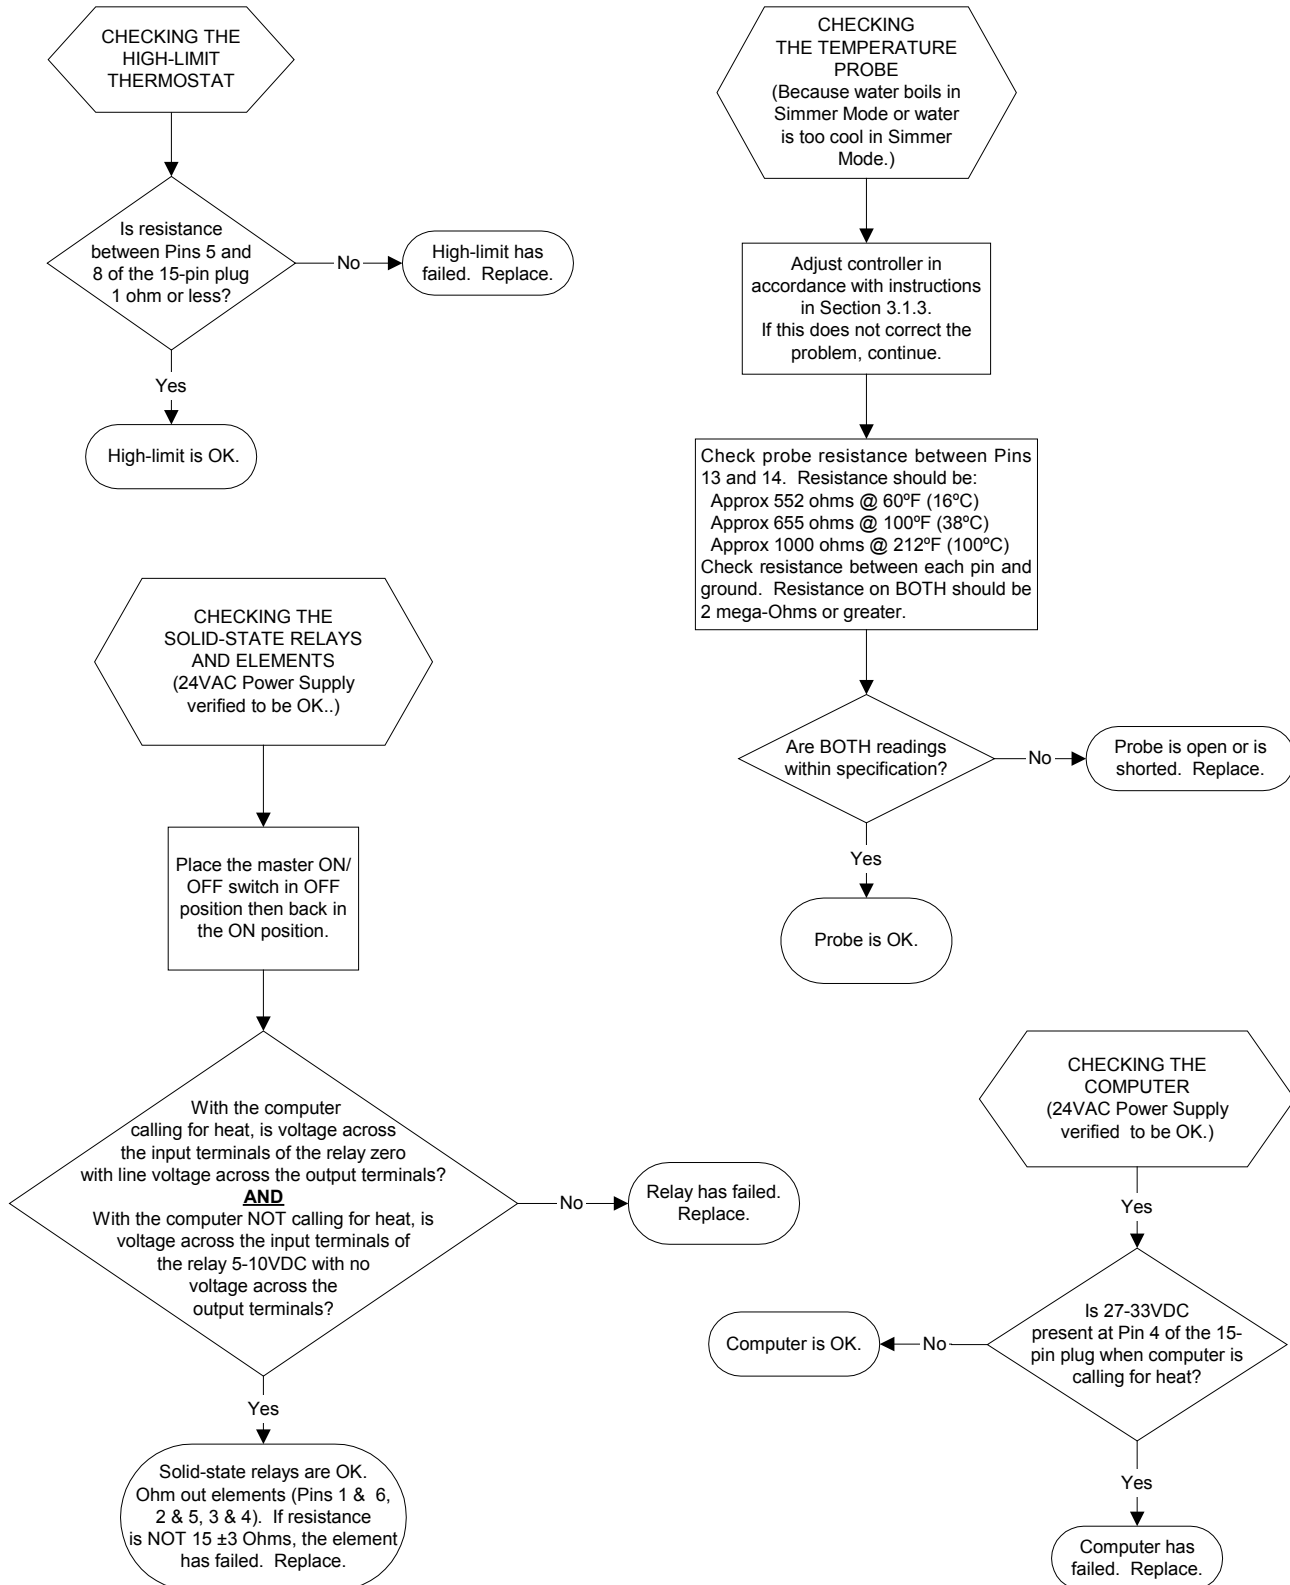 CHECKING THE
HIGH-LIMIT
THERMOSTAT
Is resistance
between Pins 5 and
8 of the 15-pin plug
1 ohm or less?
No
High-limit has
failed. Replace.
Yes
High-limit is OK.
CHECKING
THE TEMPERATURE
PROBE
(Because water boils in
Simmer Mode or water
is too cool in Simmer
Mode.)
Adjust controller in
accordance with instructions
in Section 3.1.3.
If this does not correct the
problem, continue.
Check probe resistance between Pins
13 and 14. Resistance should be:
Approx 552 ohms @ 60ºF (16ºC)
Approx 655 ohms @ 100ºF (38ºC)
Approx 1000 ohms @ 212ºF (100ºC)
Check resistance between each pin and
ground. Resistance on BOTH should be
2 mega-Ohms or greater.
Are BOTH readings
within specification?
No
Probe is open or is
shorted. Replace.
Yes
Probe is OK.
CHECKING THE
SOLID-STATE RELAYS
AND ELEMENTS
(24VAC Power Supply
verified to be OK..)
Place the master ON/
OFF switch in OFF
position then back in
the ON position.
With the computer
calling for heat, is voltage across
the input terminals of the relay zero
with line voltage across the output terminals?
AND
With the computer NOT calling for heat, is
voltage across the input terminals of
the relay 5-10VDC with no
voltage across the
output terminals?
No
Relay has failed.
Replace.
Yes
Solid-state relays are OK.
Ohm out elements (Pins 1 & 6,
2 & 5, 3 & 4). If resistance
is NOT 15 ±3 Ohms, the element
has failed. Replace.
CHECKING THE
COMPUTER
(24VAC Power Supply
verified to be OK.)
Yes
Is 27-33VDC
present at Pin 4 of the 15-
pin plug when computer is
calling for heat?
No
Computer is OK.
Yes
Computer has
failed. Replace.